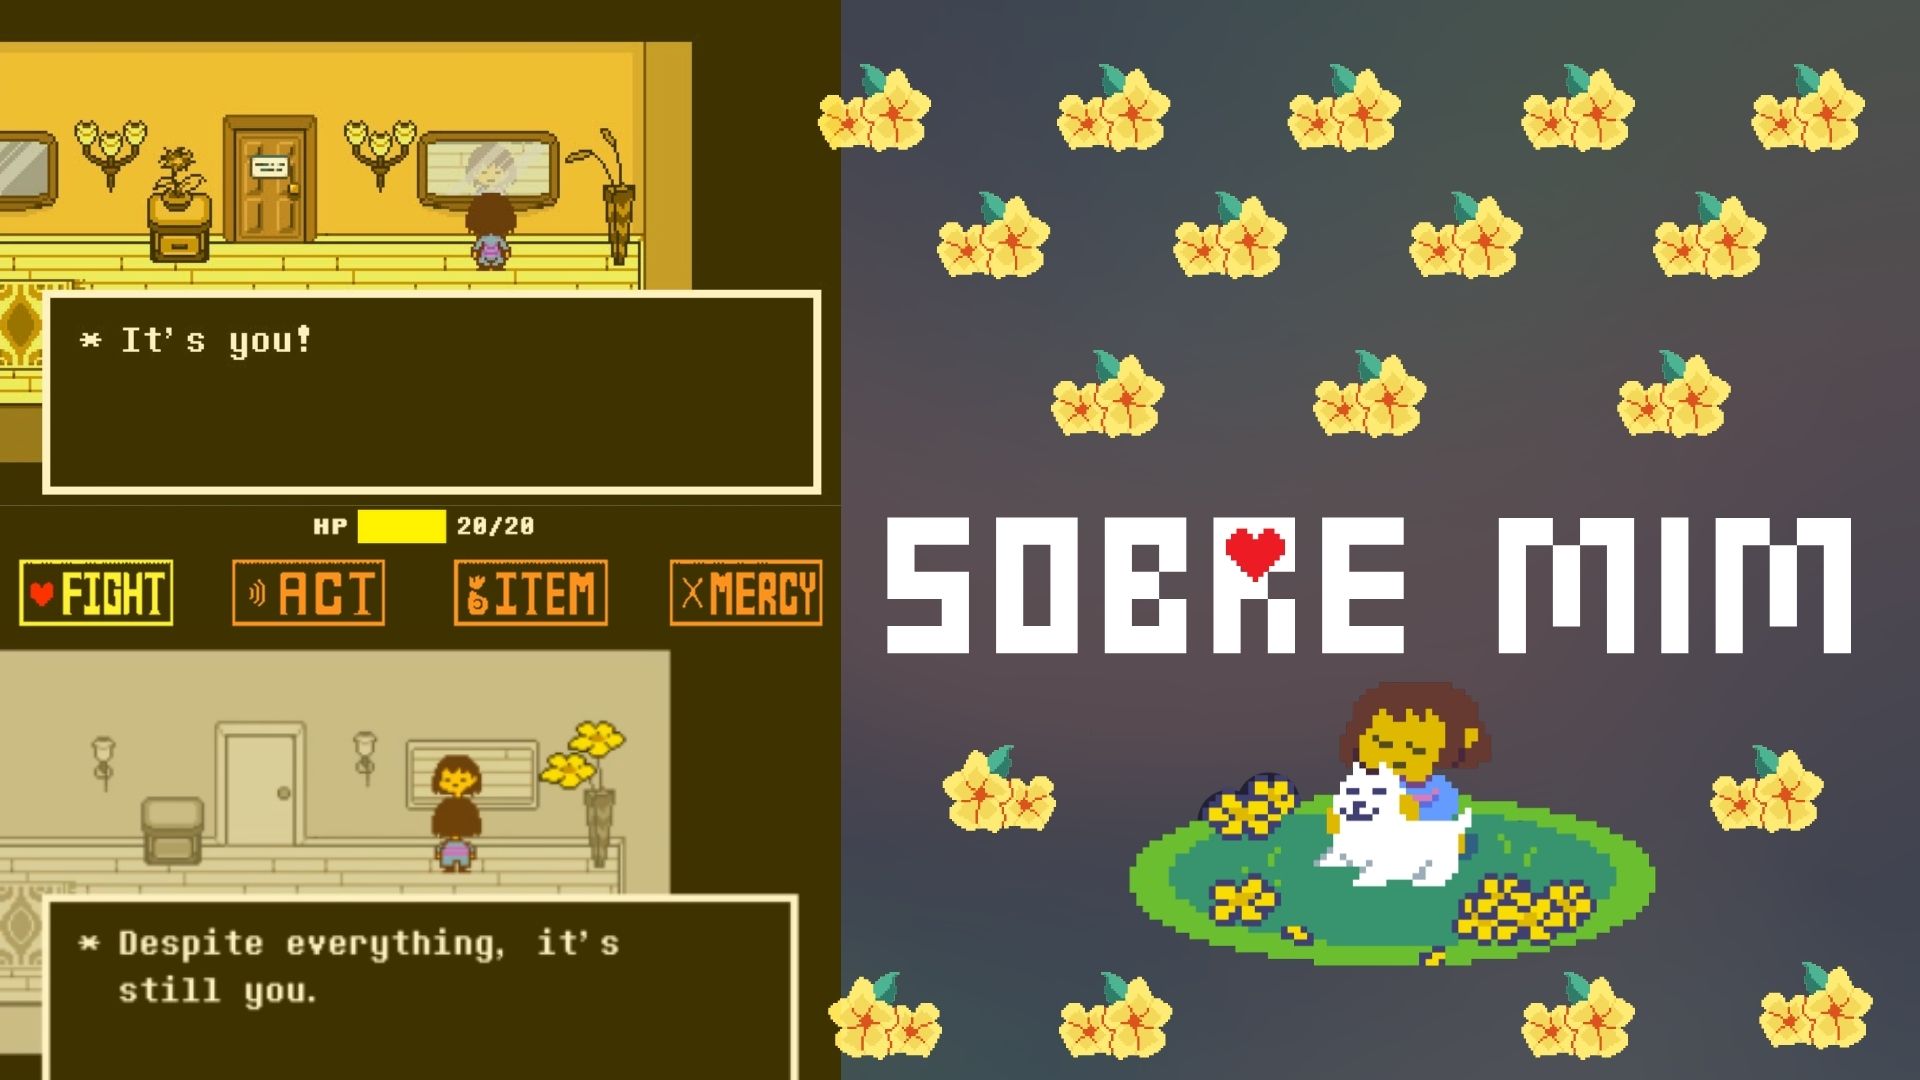 * It's you!
HP 20/20
FIGHT ACT ITEM MERCY
* Despite everything, it's
still you.
SOBRE MIM